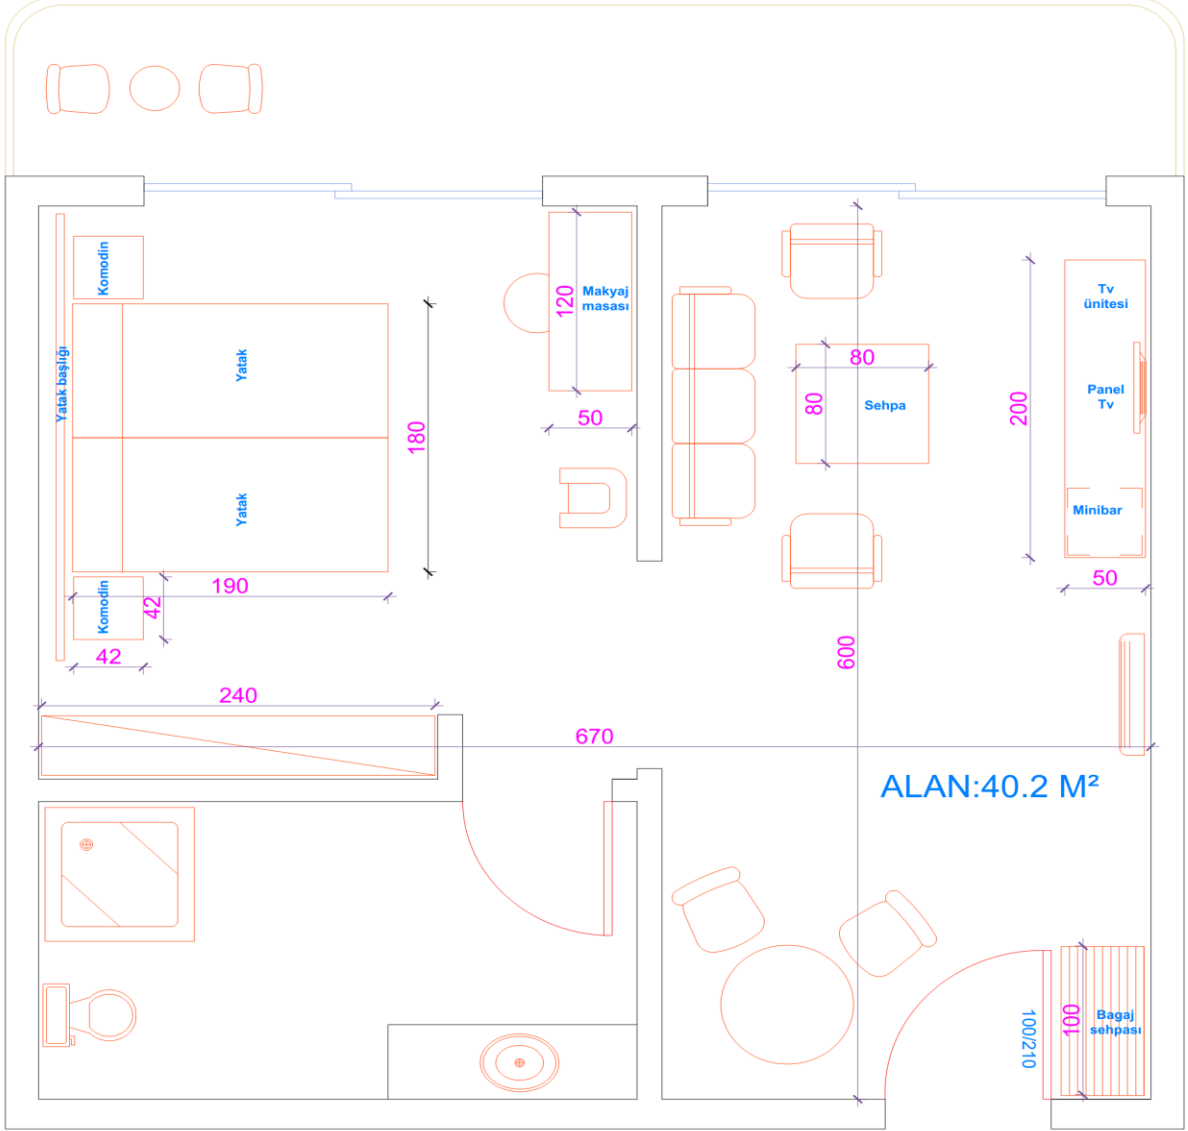 Komodin
Makyaj
masası
120
Tv
ünitesi
Yatak başlığı
Yatak
180
80
80
Sehpa
200
Panel
Tv
50
Yatak
Minibar
190
Komodin
42
50
42
600
240
670
ALAN:40.2 M²
100/210
100
Bagaj
sehpası